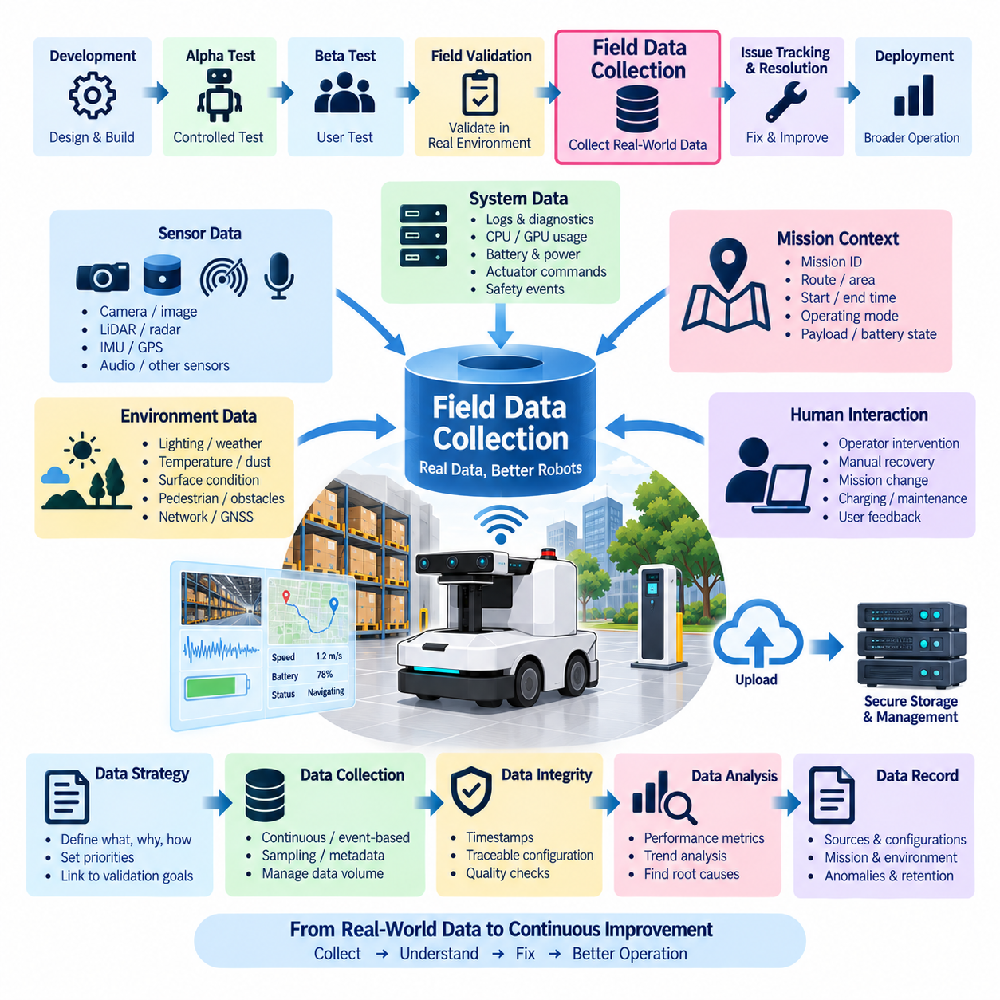 Development
Design & Build
Alpha Test
Controlled Test
Beta Test
User Test
Field Validation
Validate in
Real Environment
Field Data
Collection
Collect Real-World Data
Issue Tracking
& Resolution
Fix & Improve
Deployment
Broader Operation
Sensor Data
• Camera / image
• LiDAR / radar
• IMU / GPS
• Audio / other sensors
System Data
• Logs & diagnostics
• CPU / GPU usage
• Battery & power
• Actuator commands
• Safety events
Mission Context
• Mission ID
• Route / area
• Start / end time
• Operating mode
• Payload / battery state
Environment Data
• Lighting / weather
• Temperature / dust
• Surface condition
• Pedestrian / obstacles
• Network / GNSS
Field Data
Collection
Real Data, Better Robots
Human Interaction
• Operator intervention
• Manual recovery
• Mission change
• Charging / maintenance
• User feedback
Speed 1.2 m/s
Battery 78%
Status Navigating
Upload
Secure Storage
& Management
Data Strategy
• Define what, why, how
• Set priorities
• Link to validation goals
Data Collection
• Continuous / event-based
• Sampling / metadata
• Manage data volume
Data Integrity
• Timestamps
• Traceable configuration
• Quality checks
Data Analysis
• Performance metrics
• Trend analysis
• Find root causes
Data Record
• Sources & configurations
• Mission & environment
• Anomalies & retention
From Real-World Data to Continuous Improvement
Collect → Understand → Fix → Better Operation